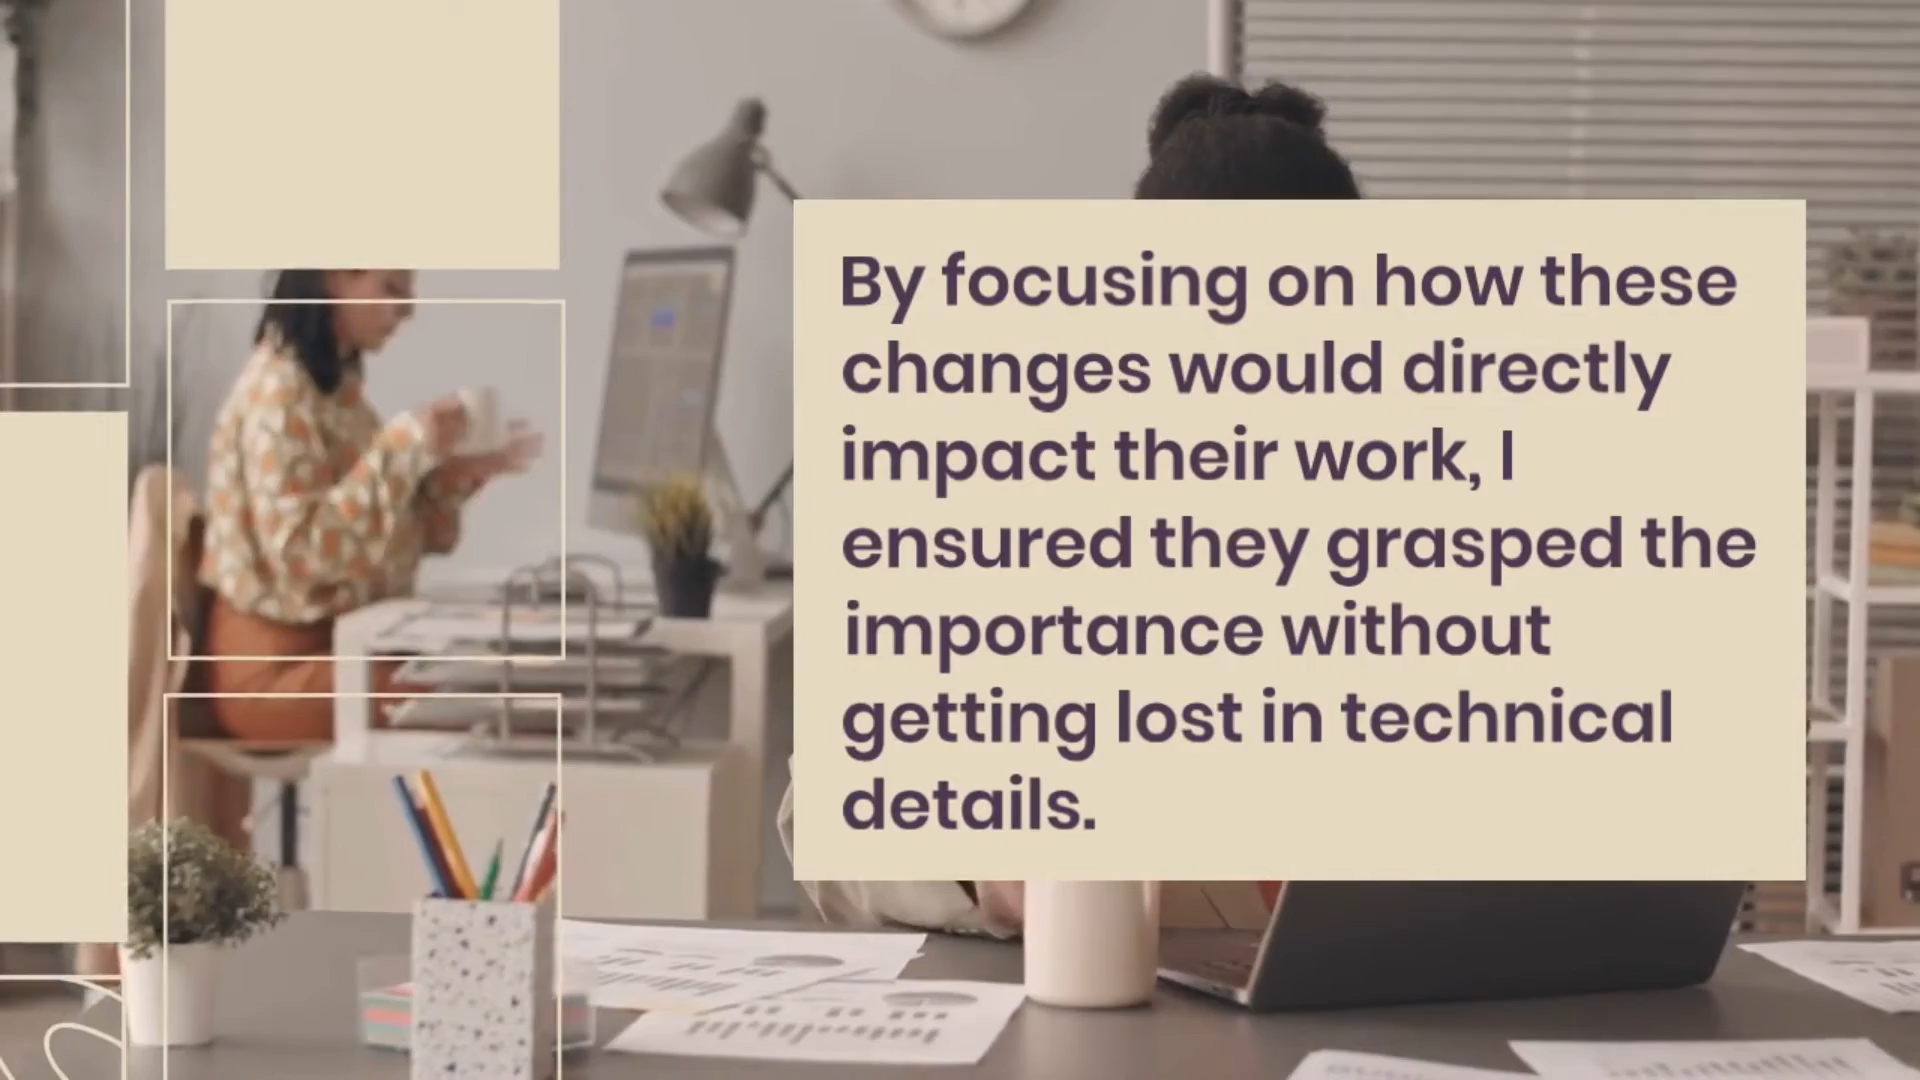 By focusing on how these
changes would directly
impact their work, I
ensured they grasped the
importance without
getting lost in technical
details.